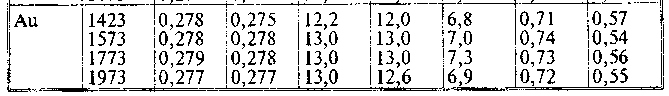 Au 1423 0,278 0,275 12,2 12,0 6,8 0,71 0,57
1573 0,278 0,278 13,0 13,0 7,0 0,74 0,54
1773 0,279 0,278 13,0 13,0 7,3 0,73 0,56
1973 0,277 0,277 13,0 12,6 6,9 0,72 0,55